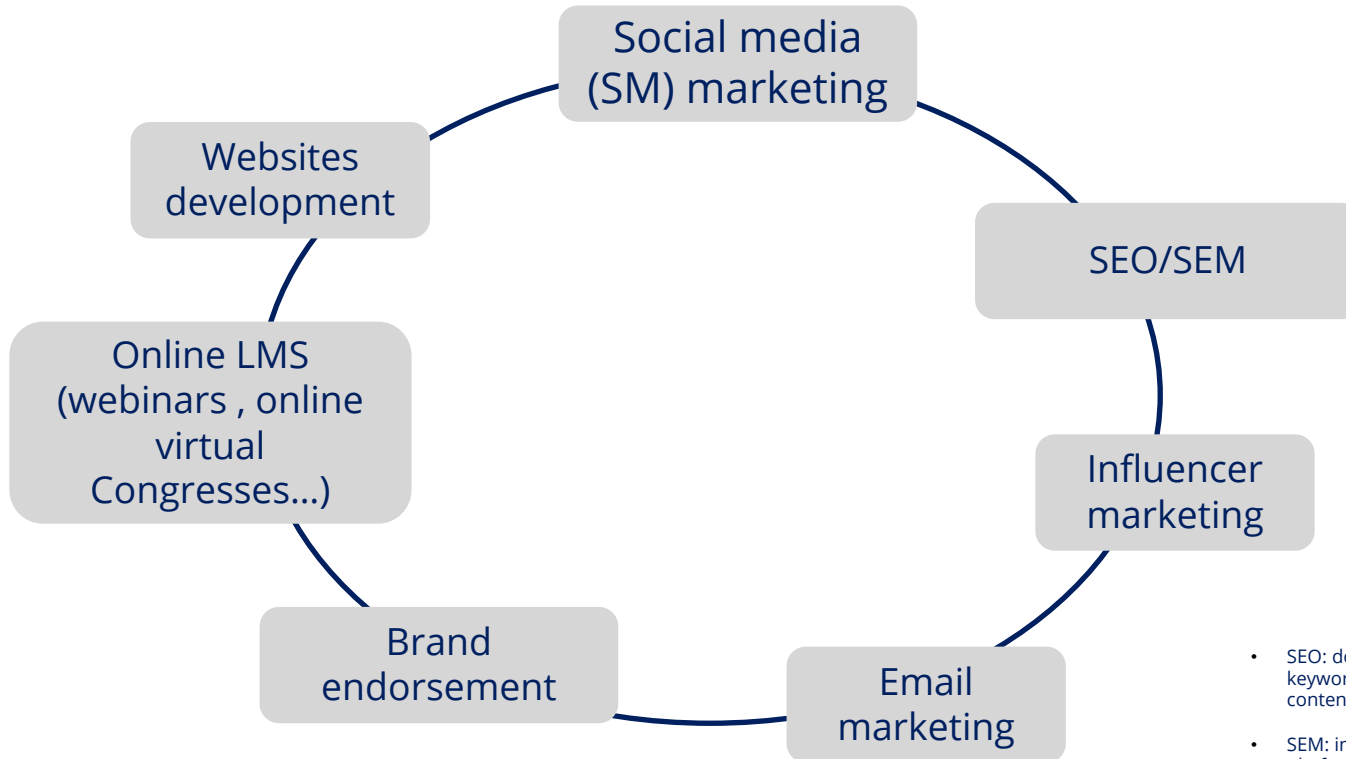 Social media
(SM) marketing
Websites
development
SEO/SEM
Online LMS
(webinars , online
virtual
Congresses...)
Influencer
marketing
Brand
endorsement
Email
marketing
• SEO:
• SEM: